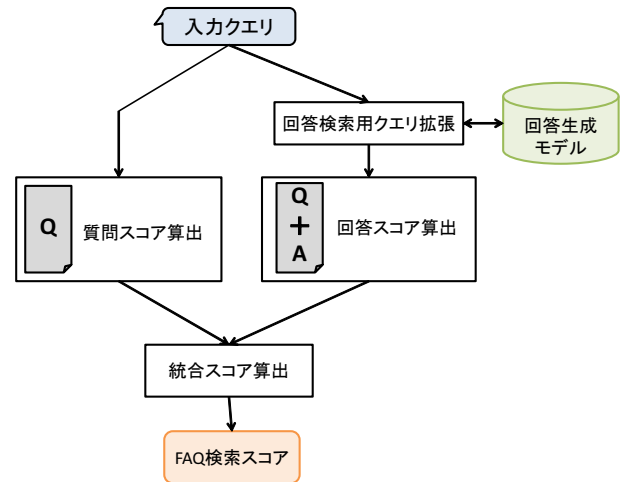 入力クエリ
回答検索用クエリ拡張
回答生成
モデル
Q
質問スコア算出
Q
＋
A
回答スコア算出
統合スコア算出
FAQ検索スコア